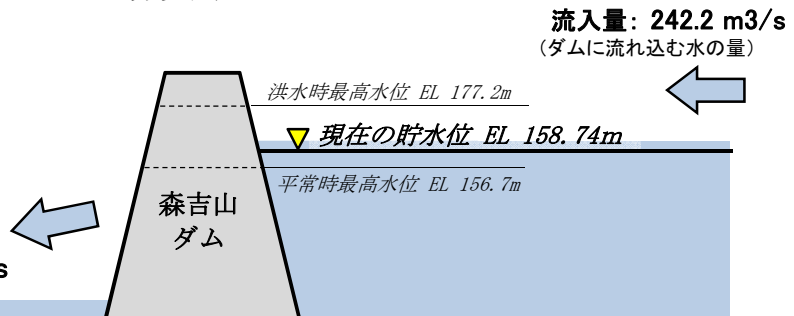 流入量: 242.2 m3/s
(ダムに流れ込む水の量)
洪水時最高水位 EL 177.2m
現在の貯水位 EL 158.74m
平常時最高水位 EL 156.7m
森吉山
ダム
s